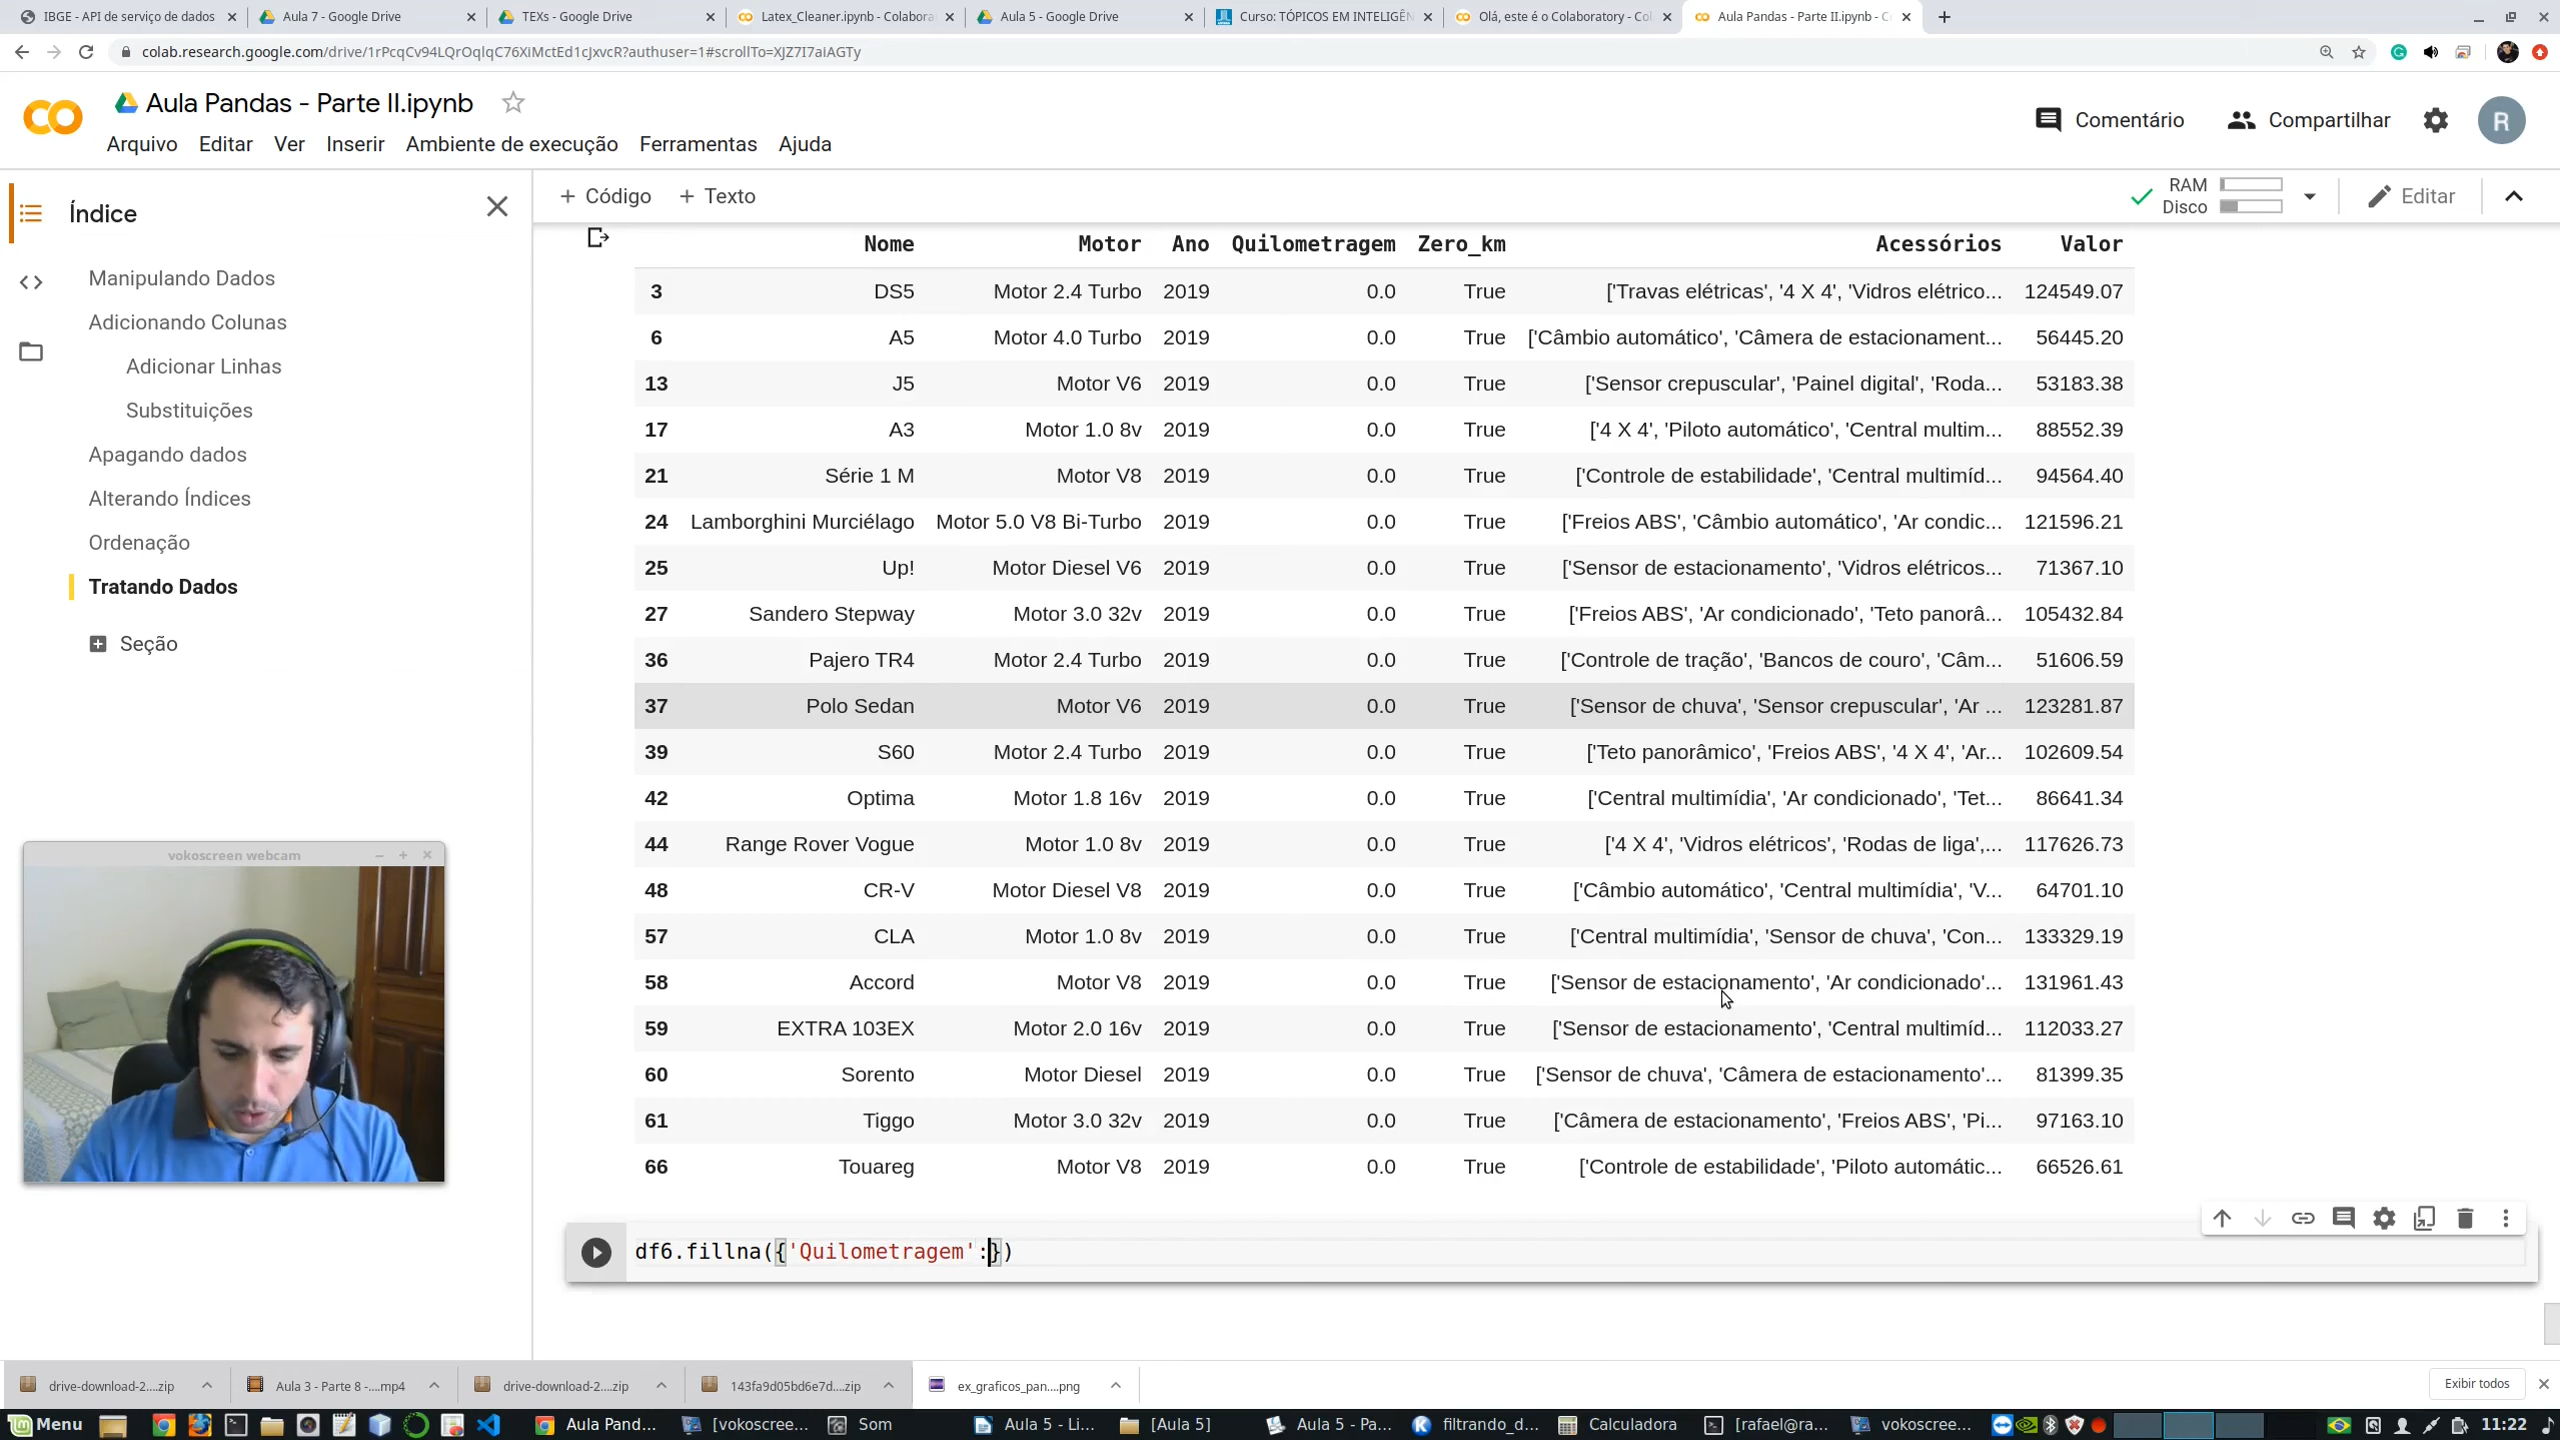 IBGE - API de serviço de dados
Aula 7 - Google Drive
TEXs - Google Drive
Latex_Cleaner.ipynb - Colabora
Aula 5 - Google Drive
Curso: TÓPICOS EM INTELIGÊN
Olá, este é o Colaboratory - Col
Aula Pandas - Parte II.ipynb - C
colab.research.google.com/drive/1rPcqCv94LQrOqlqC76XiMctEd1cJxvcR?authuser=1#scrollTo=XJZ7I7aiAGTy
Aula Pandas - Parte II.ipynb
Arquivo Editar Ver Inserir Ambiente de execução Ferramentas Ajuda
Comentário
Compartilhar
R
Índice
Manipulando Dados
Adicionando Colunas
Adicionar Linhas
Substituições
Apagando dados
Alterando Índices
Ordenação
Tratando Dados
Seção
+ Código + Texto
RAM
Disco
Editar
Nome Motor Ano Quilometragem Zero_km Acessórios Valor
3 DS5 Motor 2.4 Turbo 2019 0.0 True ['Travas elétricas', '4 X 4', 'Vidros elétrico... 124549.07
6 A5 Motor 4.0 Turbo 2019 0.0 True ['Câmbio automático', 'Câmera de estacionament... 56445.20
13 J5 Motor V6 2019 0.0 True ['Sensor crepuscular', 'Painel digital', 'Roda... 53183.38
17 A3 Motor 1.0 8v 2019 0.0 True ['4 X 4', 'Piloto automático', 'Central multim... 88552.39
21 Série 1 M Motor V8 2019 0.0 True ['Controle de estabilidade', 'Central multimíd... 94564.40
24 Lamborghini Murciélago Motor 5.0 V8 Bi-Turbo 2019 0.0 True ['Freios ABS', 'Câmbio automático', 'Ar condic... 121596.21
25 Up! Motor Diesel V6 2019 0.0 True ['Sensor de estacionamento', 'Vidros elétricos... 71367.10
27 Sandero Stepway Motor 3.0 32v 2019 0.0 True ['Freios ABS', 'Ar condicionado', 'Teto panorâ... 105432.84
36 Pajero TR4 Motor 2.4 Turbo 2019 0.0 True ['Controle de tração', 'Bancos de couro', 'Câm... 51606.59
37 Polo Sedan Motor V6 2019 0.0 True ['Sensor de chuva', 'Sensor crepuscular', 'Ar ... 123281.87
39 S60 Motor 2.4 Turbo 2019 0.0 True ['Teto panorâmico', 'Freios ABS', '4 X 4', 'Ar... 102609.54
42 Optima Motor 1.8 16v 2019 0.0 True ['Central multimídia', 'Ar condicionado', 'Tet... 86641.34
44 Range Rover Vogue Motor 1.0 8v 2019 0.0 True ['4 X 4', 'Vidros elétricos', 'Rodas de liga',... 117626.73
48 CR-V Motor Diesel V8 2019 0.0 True ['Câmbio automático', 'Central multimídia', 'V... 64701.10
57 CLA Motor 1.0 8v 2019 0.0 True ['Central multimídia', 'Sensor de chuva', 'Con... 133329.19
58 Accord Motor V8 2019 0.0 True ['Sensor de estacionamento', 'Ar condicionado'... 131961.43
59 EXTRA 103EX Motor 2.0 16v 2019 0.0 True ['Sensor de estacionamento', 'Central multimíd... 112033.27
60 Sorento Motor Diesel 2019 0.0 True ['Sensor de chuva', 'Câmera de estacionamento'... 81399.35
61 Tiggo Motor 3.0 32v 2019 0.0 True ['Câmera de estacionamento', 'Freios ABS', 'Pi... 97163.10
66 Touareg Motor V8 2019 0.0 True ['Controle de estabilidade', 'Piloto automátic... 66526.61
vokoscreen webcam
df6.fillna({'Quilometragem':})
drive-download-2....zip
Aula 3 - Parte 8 -....mp4
drive-download-2....zip
143fa9d05bd6e7d....zip
ex_graficos_pan....png
Exibir todos
Menu
Aula Pand...
[vokoscree...
Som
Aula 5 - Li...
[Aula 5]
Aula 5 - Pa...
filtrando_d...
Calculadora
[rafael@ra...
vokoscree...
11:22